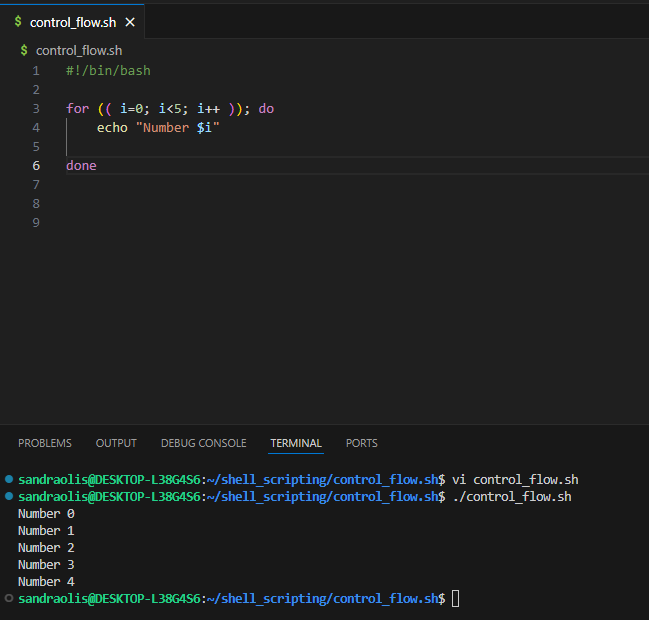 $ control_flow.sh ×
$ control_flow.sh
1 #!/bin/bash
2
3 for (( i=0; i<5; i++ )); do
4 echo "Number $i"
5
6 done
7
8
9
PROBLEMS OUTPUT DEBUG CONSOLE TERMINAL PORTS
sandraolis@DESKTOP-L38G4S6:~/shell_scripting/control_flow.sh$ vi control_flow.sh
sandraolis@DESKTOP-L38G4S6:~/shell_scripting/control_flow.sh$ ./control_flow.sh
Number 0
Number 1
Number 2
Number 3
Number 4
sandraolis@DESKTOP-L38G4S6:~/shell_scripting/control_flow.sh$